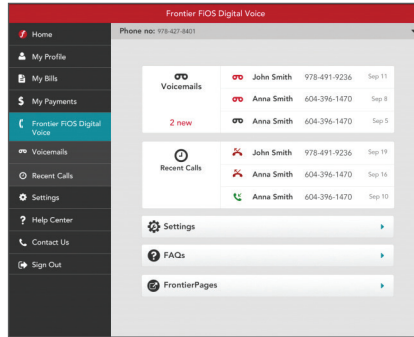 Frontier FiOS Digital Voice
Home
My Profile
My Bills
My Payments
Frontier FiOS Digital
Voice
Voicemails
Recent Calls
Settings
Help Center
Contact Us
Sign Out
Phone no: 978-427-8401
Voicemails
2 new
John Smith 978-491-9236 Sep 11
Anna Smith 604-396-1470 Sep 8
Anna Smith 604-396-1470 Sep 5
Recent Calls
John Smith 978-491-9236 Sep 19
Anna Smith 604-396-1470 Sep 16
Anna Smith 604-396-1470 Sep 10
Settings
FAQs
FrontierPages